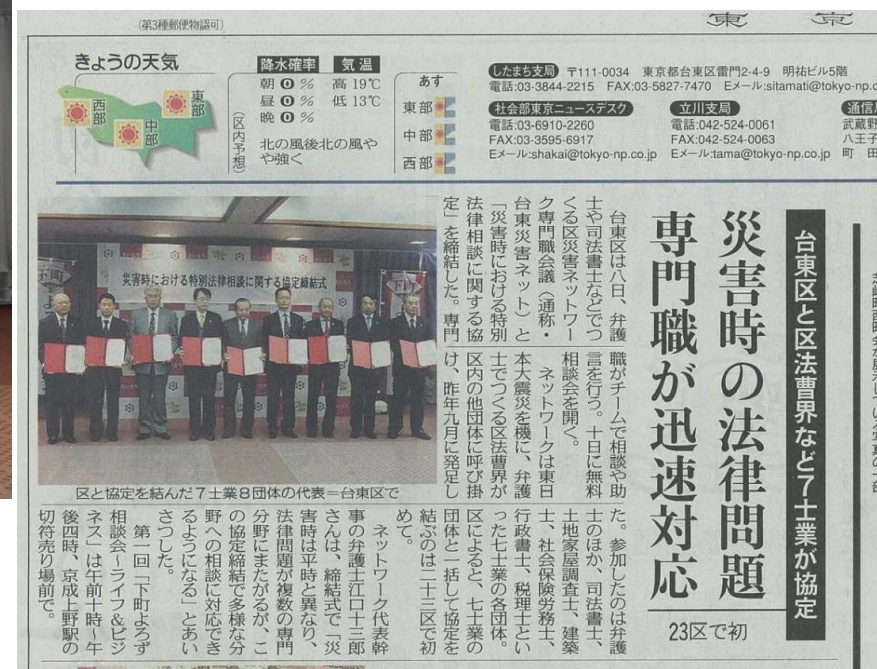 （第3種郵便物認可）
東 京
きょうの天気
西部
中部
東部
降水確率
気温
朝 0 %
昼 0 %
晩 0 %
高 19℃
低 13℃
（区内予想）
北の風後北の風や
や強く
あす
東部
中部
西部
したまち支局 〒111-0034 東京都台東区雷門2-4-9 明祐ビル5階
電話:03-3844-2215 FAX:03-5827-7470 Eメール:sitamati@tokyo-np.c
社会部東京ニュースデスク
電話:03-6910-2260
FAX:03-3595-6917
Eメール:shakai@tokyo-np.co.jp
立川支局
電話:042-524-0061
FAX:042-524-0063
Eメール:tama@tokyo-np.co.jp
通信
武蔵野
八王子
町 田
台東区と区法曹界など7士業が協定
災害時の法律問題
専門職が迅速対応
23区で初
台東区は八日、弁護
士や司法書士などでつ
くる区災害ネットワー
ク専門職会議（通称・
台東災害ネット）と
「災害時における特別
法律相談に関する協
定」を締結した。専門
職がチームで相談や助
言を行う。十日に無料
相談会を開く。
ネットワークは東日
本大震災を機に、弁護
士でつくる区法曹界が
区内の他団体に呼び掛
け、昨年九月に発足し
た。参加したのは弁護
士のほか、司法書士、
土地家屋調査士、建築
士、社会保険労務士、
行政書士、税理士とい
った七士業の各団体。
区によると、七士業の
団体と一括して協定を
結ぶのは二十三区で初
めて。
ネットワーク代表幹
事の弁護士江口十三郎
さんは、締結式で「災
害時は平時と異なり、
法律問題が複数の専門
分野にまたがるが、こ
の協定締結で多様な分
野への相談に対応でき
るようになる」とあい
さつした。
第一回「下町よろず
相談会～ライフ＆ビジ
ネス」は午前十時～午
後四時、京成上野駅の
切符売り場前で。
災害時における特別法律相談に関する協定締結式
下町
下町
区と協定を結んだ７士業８団体の代表＝台東区で